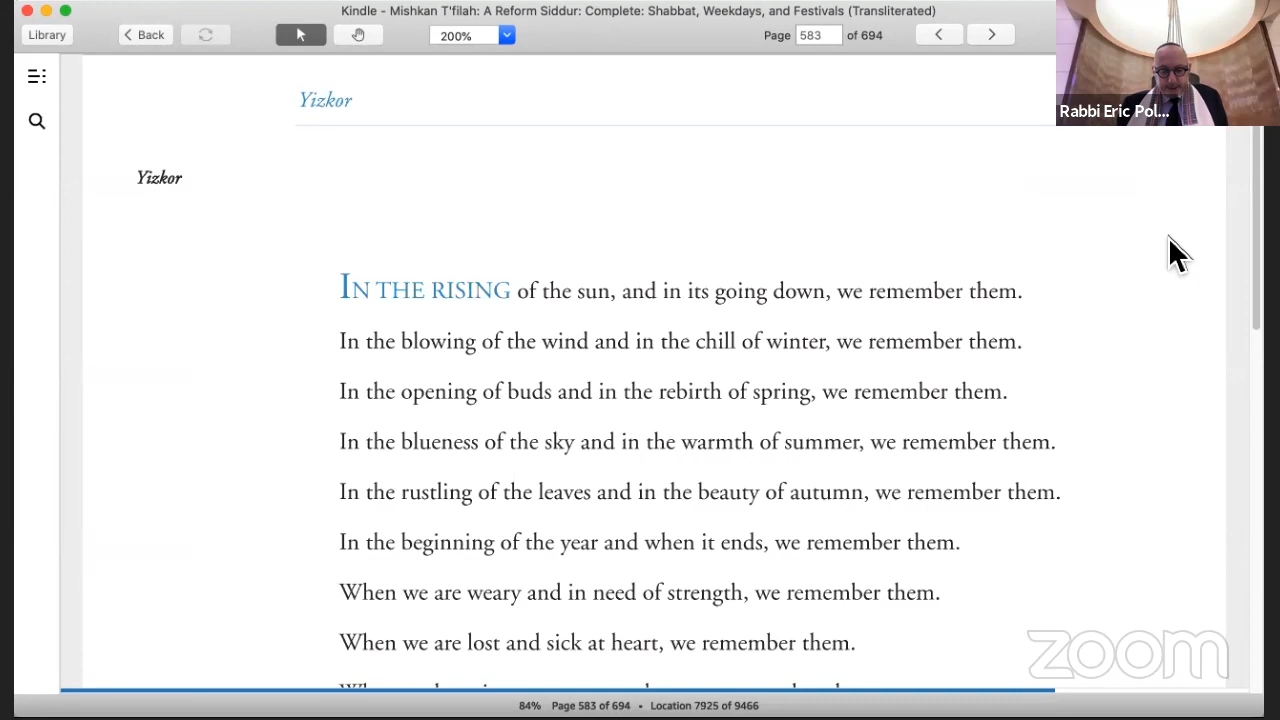 Kindle - Mishkan T'filah: A Reform Siddur: Complete: Shabbat, Weekdays, and Festivals (Transliterated)
Library
Back
200%
Page 583 of 694
Rabbi Eric Pol...
Yizkor
Yizkor
IN THE RISING of the sun, and in its going down, we remember them.
In the blowing of the wind and in the chill of winter, we remember them.
In the opening of buds and in the rebirth of spring, we remember them.
In the blueness of the sky and in the warmth of summer, we remember them.
In the rustling of the leaves and in the beauty of autumn, we remember them.
In the beginning of the year and when it ends, we remember them.
When we are weary and in need of strength, we remember them.
When we are lost and sick at heart, we remember them.
zoom
84% Page 583 of 694 • Location 7925 of 9466